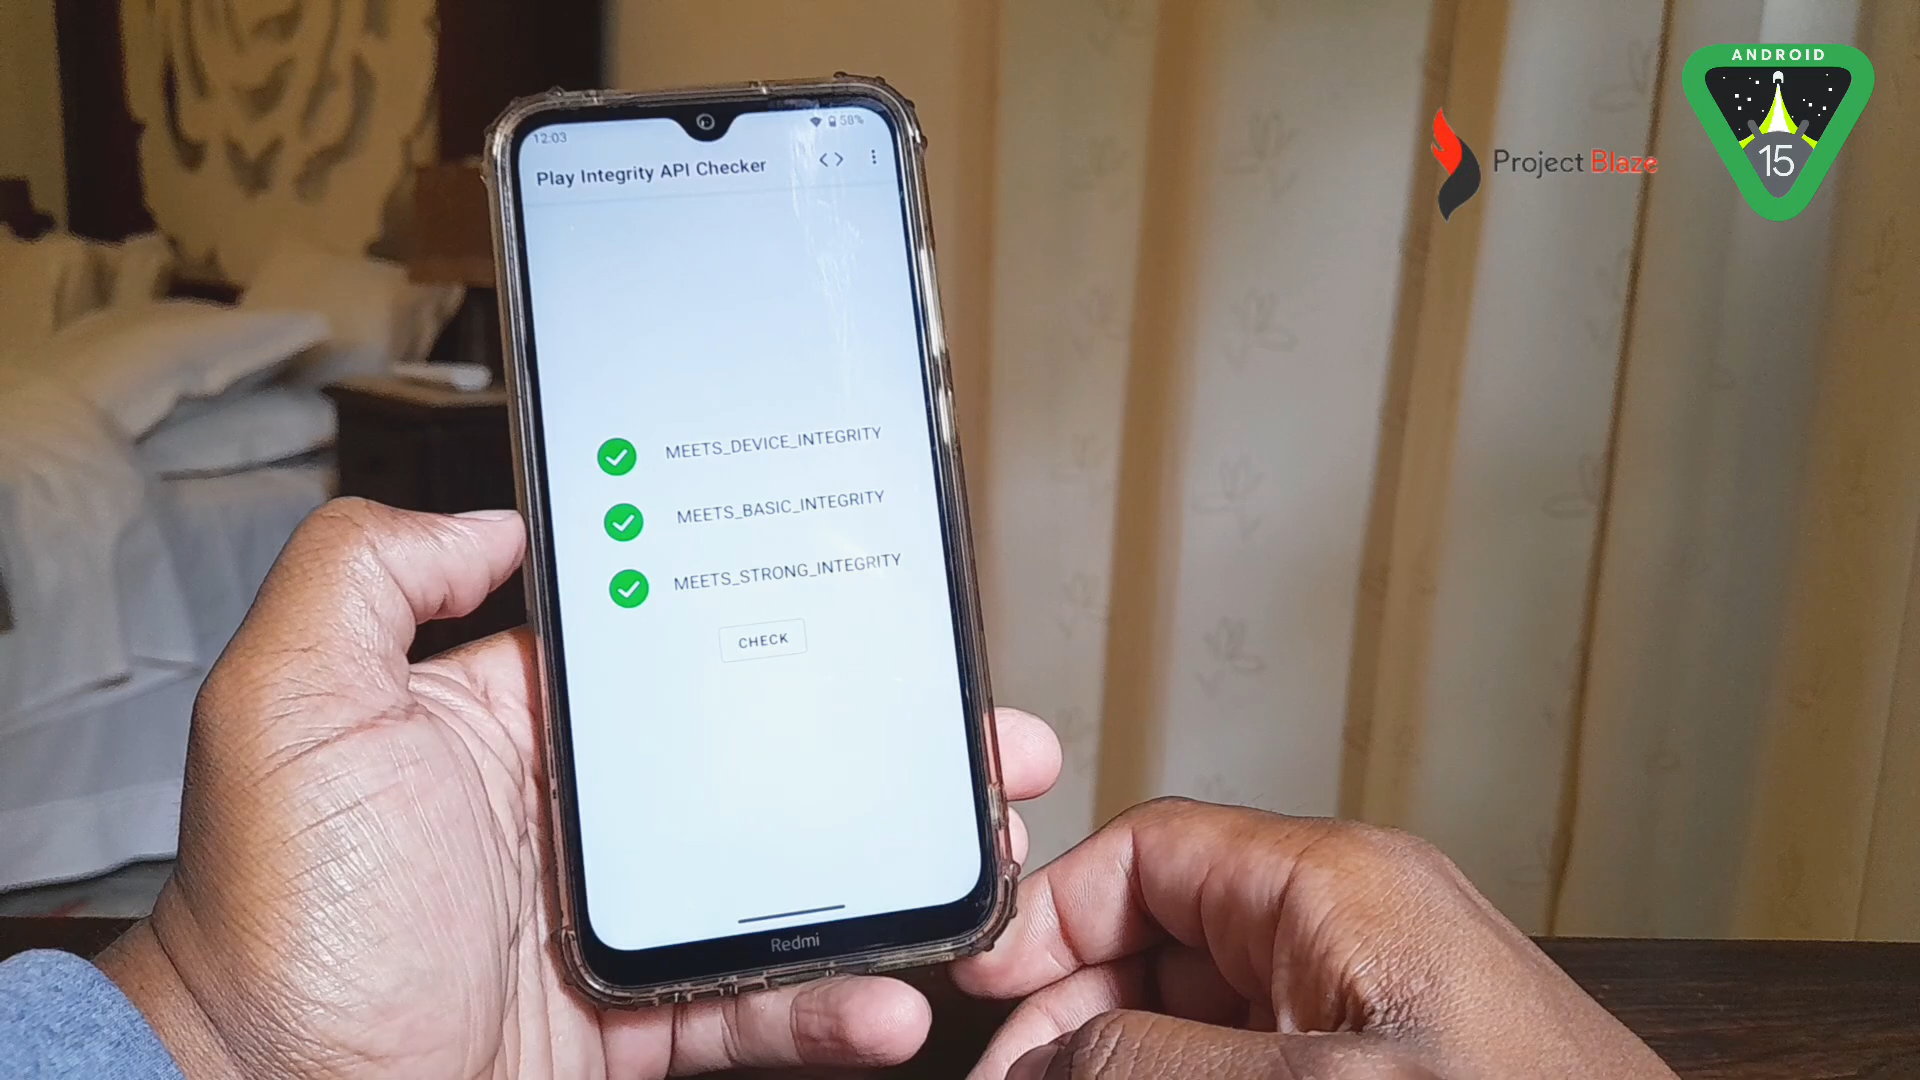 12:03
58%
Play Integrity API Checker
MEETS_DEVICE_INTEGRITY
MEETS_BASIC_INTEGRITY
MEETS_STRONG_INTEGRITY
CHECK
Redmi
Project Blaze
ANDROID
15